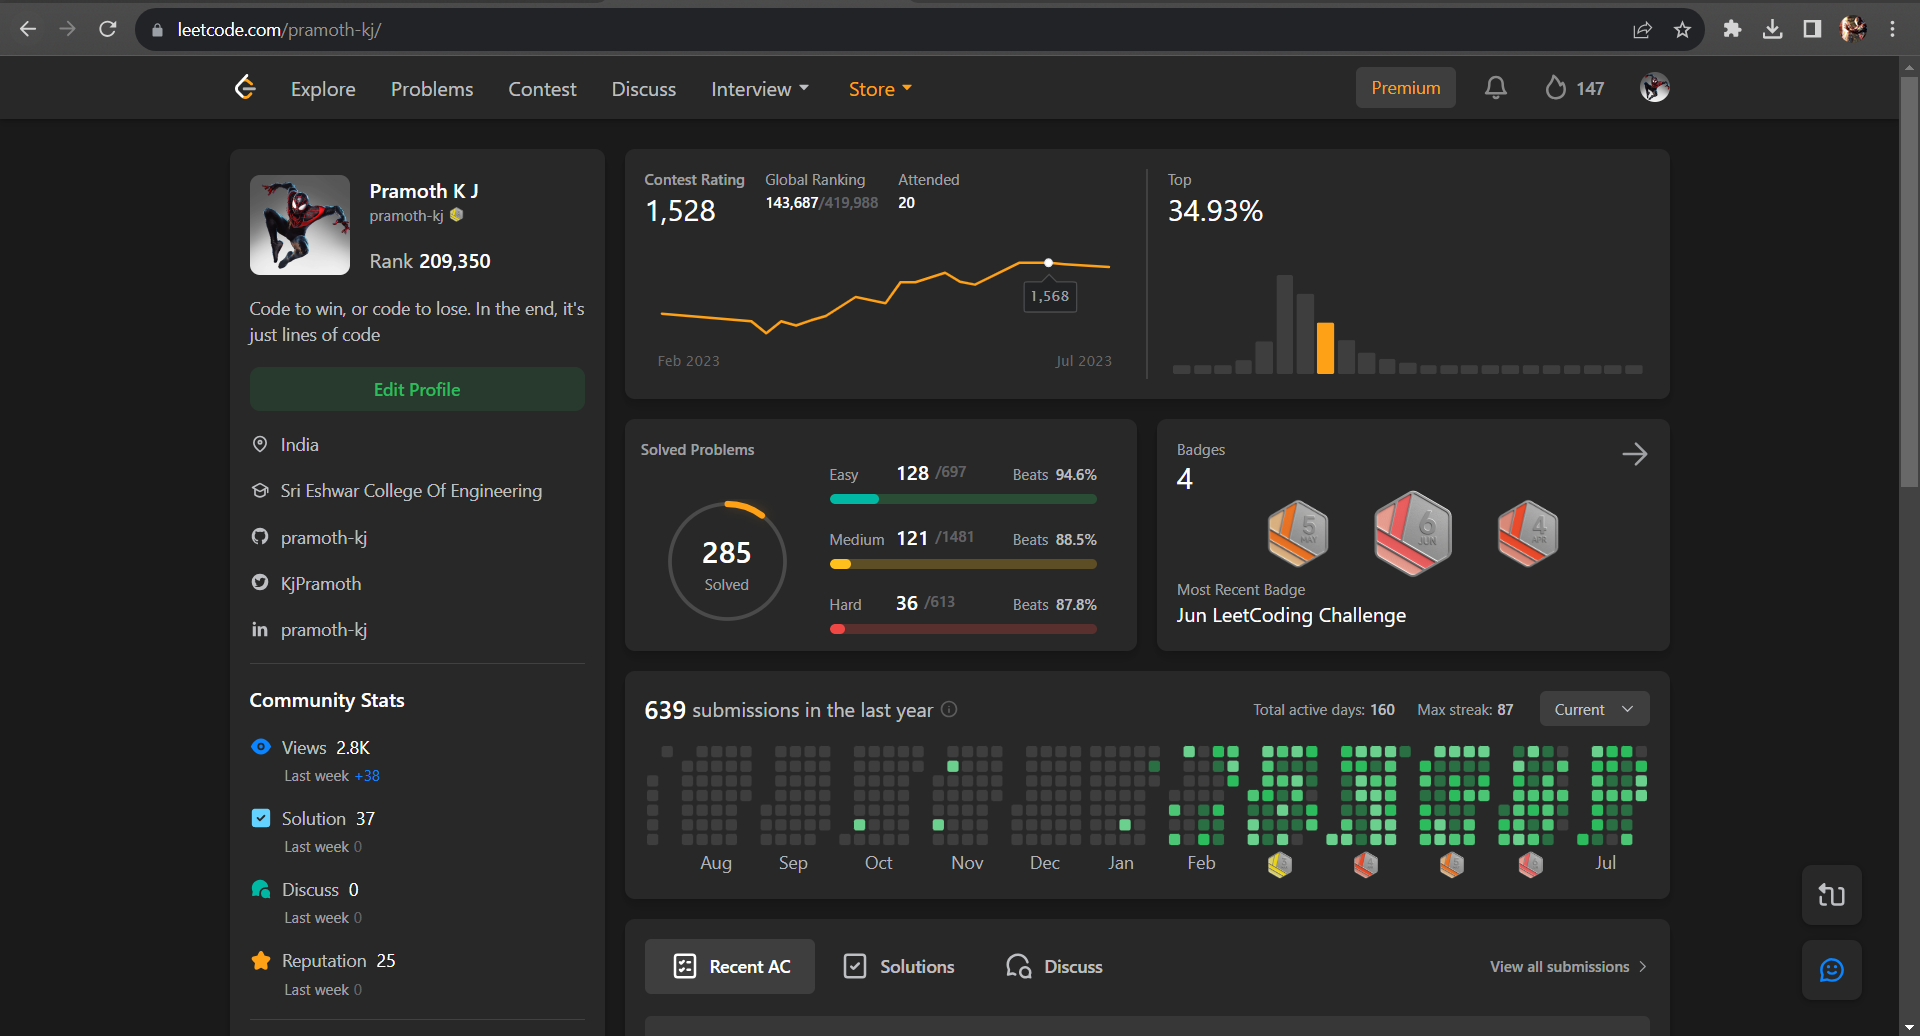 leetcode.com/pramoth-kj/
Explore Problems Contest Discuss Interview Store Premium 147
Pramoth K J
pramoth-kj
Rank 209,350
Code to win, or code to lose. In the end, it's
just lines of code
Edit Profile
India
Sri Eshwar College Of Engineering
pramoth-kj
KjPramoth
in pramoth-kj
Community Stats
Views 2.8K
Last week +38
Solution 37
Last week 0
Discuss 0
Last week 0
Reputation 25
Last week 0
Contest Rating Global Ranking Attended
1,528 143,687/419,988 20
1,568
Feb 2023 Jul 2023
Top
34.93%
Solved Problems
285
Solved
Easy 128 /697 Beats 94.6%
Medium 121 /1481 Beats 88.5%
Hard 36 /613 Beats 87.8%
Badges
4
5 MAY
6 JUN
4 APR
Most Recent Badge
Jun LeetCoding Challenge
639 submissions in the last year Total active days: 160 Max streak: 87 Current
Aug Sep Oct Nov Dec Jan Feb Jul
Recent AC Solutions Discuss View all submissions